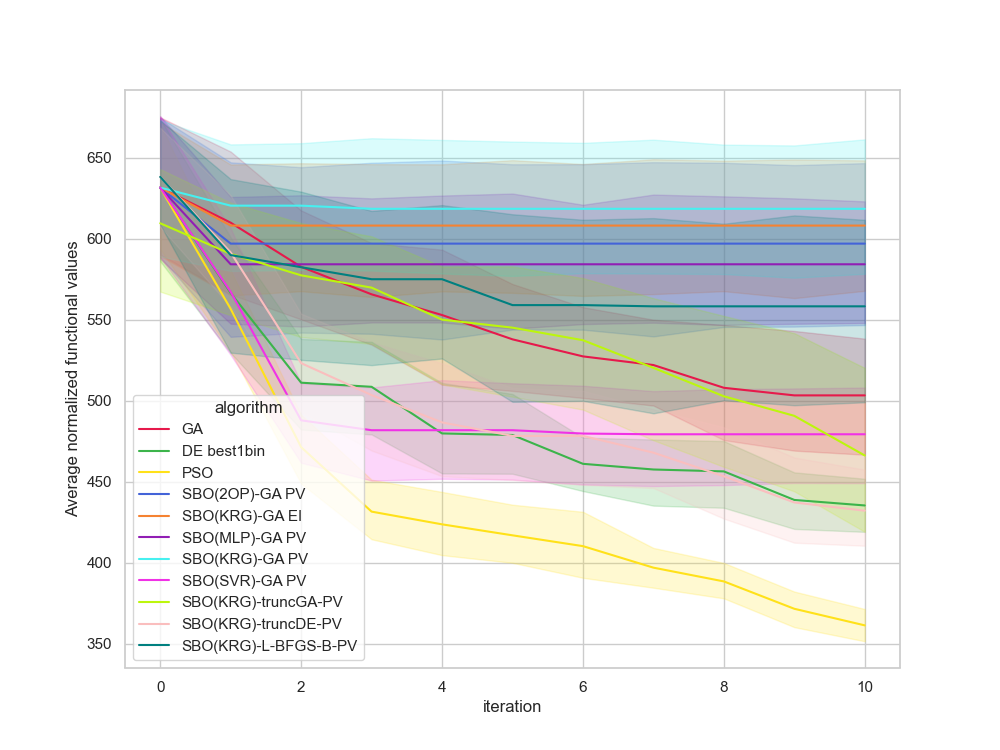 650
600
550
500
450
400
350
Average normalized functional values
algorithm
GA
DE best1bin
PSO
SBO(2OP)-GA PV
SBO(KRG)-GA EI
SBO(MLP)-GA PV
SBO(KRG)-GA PV
SBO(SVR)-GA PV
SBO(KRG)-truncGA-PV
SBO(KRG)-truncDE-PV
SBO(KRG)-L-BFGS-B-PV
0 2 4 6 8 10
iteration